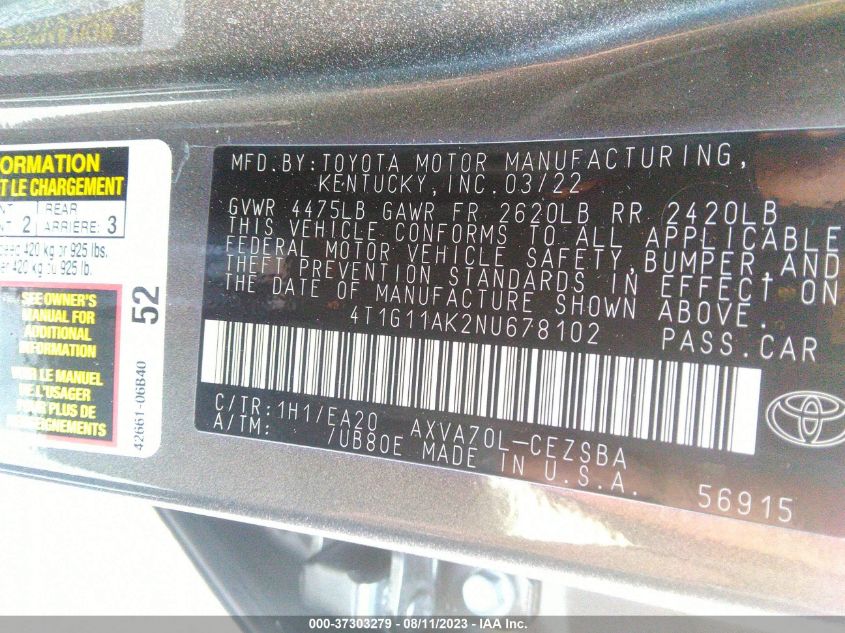 ORMATION
T LE CHARGEMENT
NT 2 REAR ARRIERE: 3
420 kg or 925 lbs.
er 420 kg ou 925 lb.
SEE OWNER'S
MANUAL FOR
ADDITIONAL
INFORMATION
VOIR LE MANUEL
DE L'USAGER
POUR PLUS DE
RENSEIGNEMENTS
52
42661-06B40
MFD.BY:TOYOTA MOTOR MANUFACTURING,
KENTUCKY,INC.03/22
GVWR 4475LB GAWR FR 2620LB RR 2420LB
THIS VEHICLE CONFORMS TO ALL APPLICABLE
FEDERAL MOTOR VEHICLE SAFETY,BUMPER,AND
THEFT PREVENTION STANDARDS IN EFFECT ON
THE DATE OF MANUFACTURE SHOWN ABOVE.
4T1G11AK2NU678102 PASS.CAR
C/TR:1H1/EA20 AXVA70L-CEZSBA
A/TM: /UB80E MADE IN U.S.A.
56915
000-37303279 - 08/11/2023 - IAA Inc.